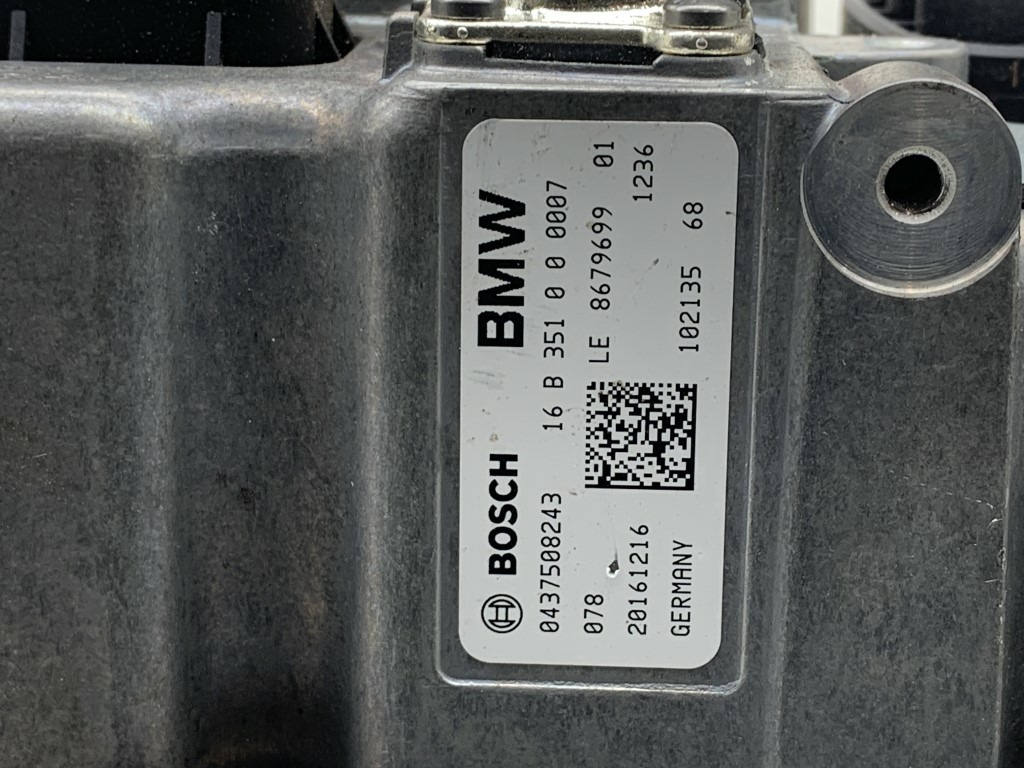 BOSCH BMW
0437508243 16 B 351 0 0 0007
078 LE 8679699 01
20161216 1236
GERMANY 102135 68